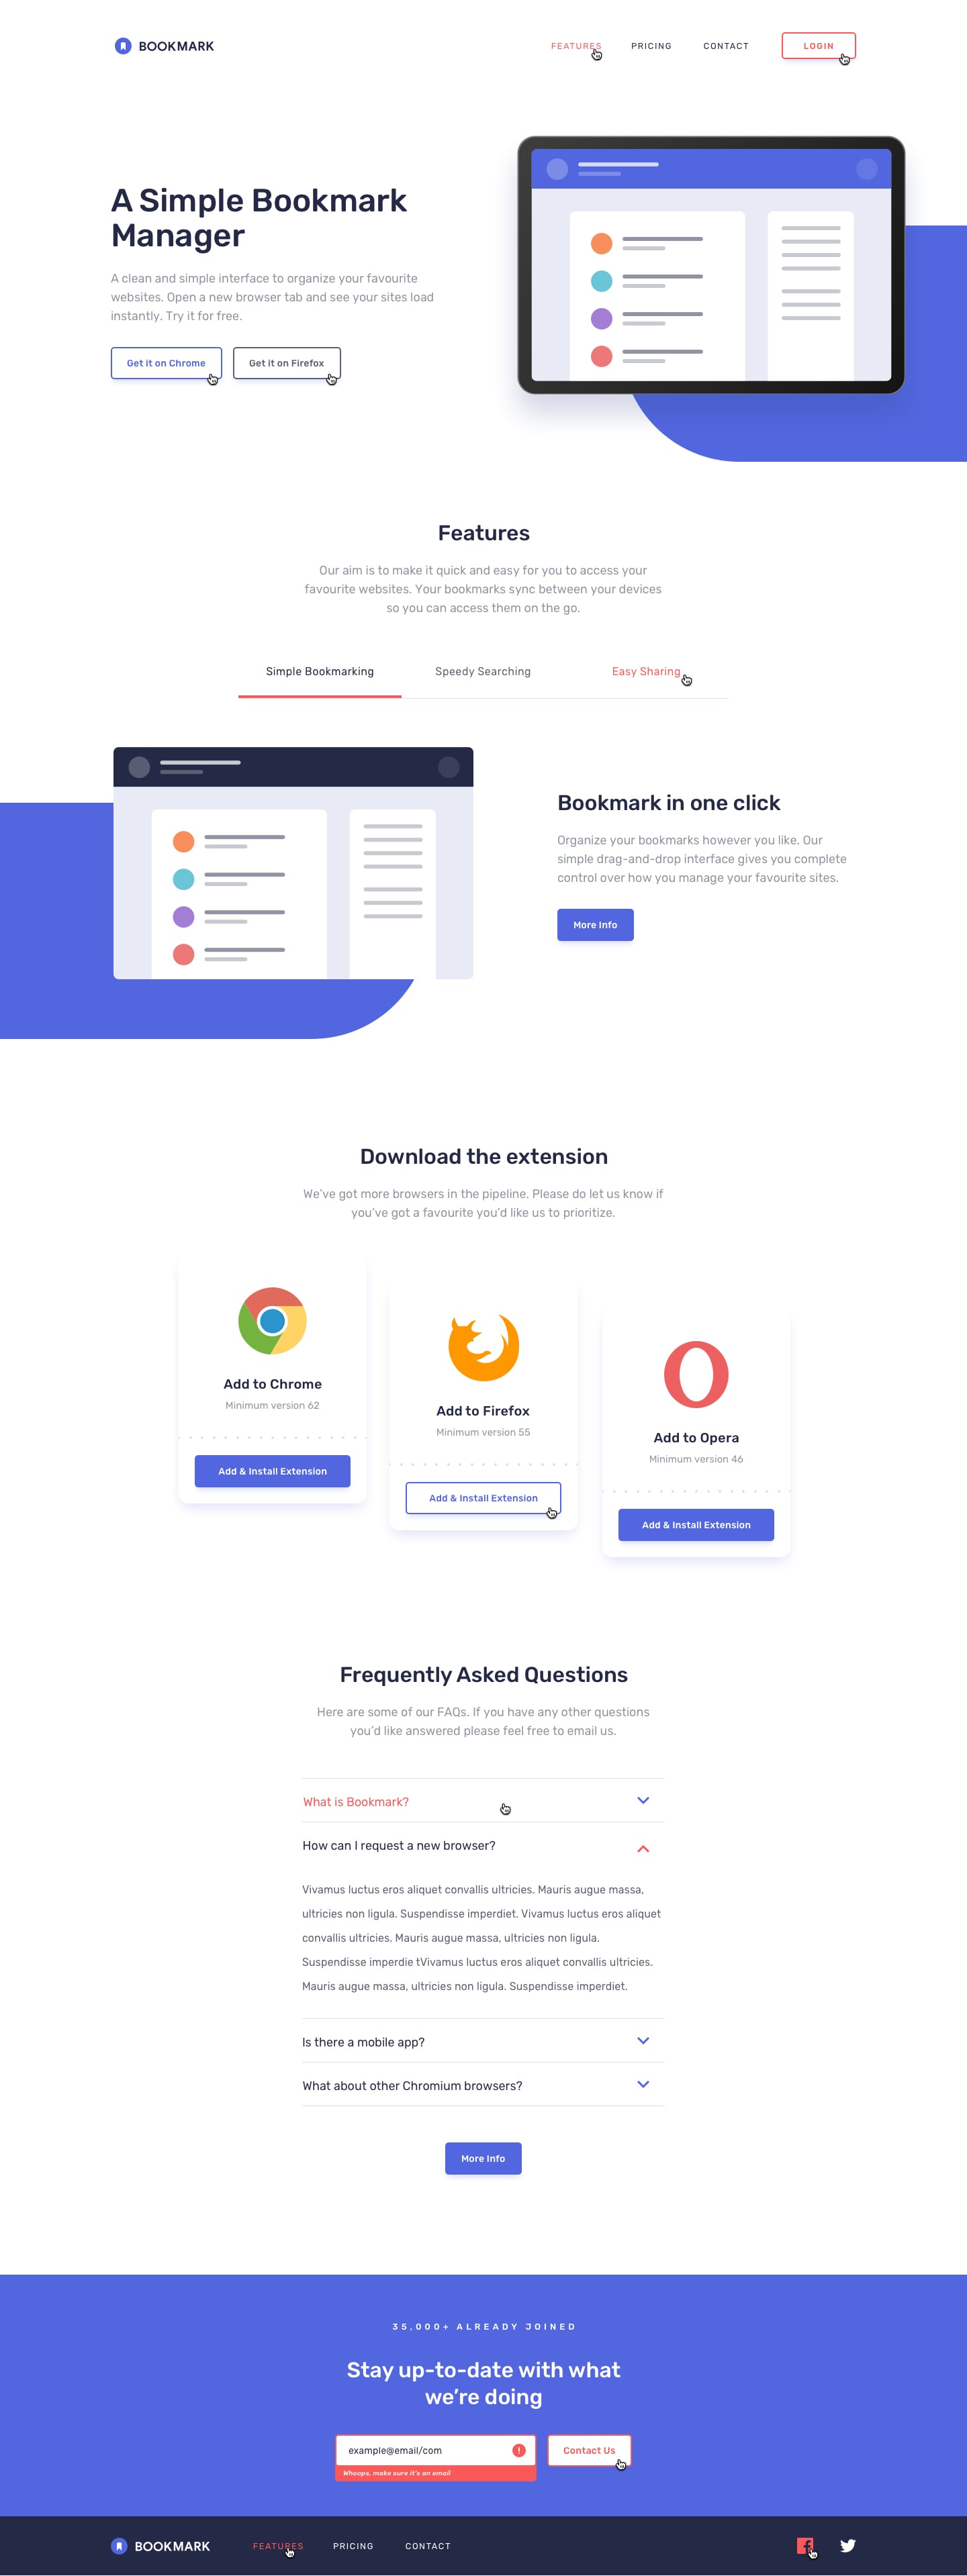 BOOKMARK
FEATURES
PRICING
CONTACT
LOGIN
A Simple Bookmark
Manager
A clean and simple interface to organize your favourite
websites. Open a new browser tab and see your sites load
instantly. Try it for free.
Get it on Chrome
Get it on Firefox
Features
Our aim is to make it quick and easy for you to access your
favourite websites. Your bookmarks sync between your devices
so you can access them on the go.
Simple Bookmarking
Speedy Searching
Easy Sharing
Bookmark in one click
Organize your bookmarks however you like. Our
simple drag-and-drop interface gives you complete
control over how you manage your favourite sites.
More Info
Download the extension
We’ve got more browsers in the pipeline. Please do let us know if
you’ve got a favourite you’d like us to prioritize.
Add to Chrome
Minimum version 62
Add & Install Extension
Add to Firefox
Minimum version 55
Add & Install Extension
Add to Opera
Minimum version 46
Add & Install Extension
Frequently Asked Questions
Here are some of our FAQs. If you have any other questions
you’d like answered please feel free to email us.
What is Bookmark?
How can I request a new browser?
Vivamus luctus eros aliquet convallis ultricies. Mauris augue massa,
ultricies non ligula. Suspendisse imperdiet. Vivamus luctus eros aliquet
convallis ultricies. Mauris augue massa, ultricies non ligula.
Suspendisse imperdie tVivamus luctus eros aliquet convallis ultricies.
Mauris augue massa, ultricies non ligula. Suspendisse imperdiet.
Is there a mobile app?
What about other Chromium browsers?
More Info
35,000+ ALREADY JOINED
Stay up-to-date with what
we’re doing
example@email/com
!
Contact Us
Whoops, make sure it’s an email
BOOKMARK
FEATURES
PRICING
CONTACT